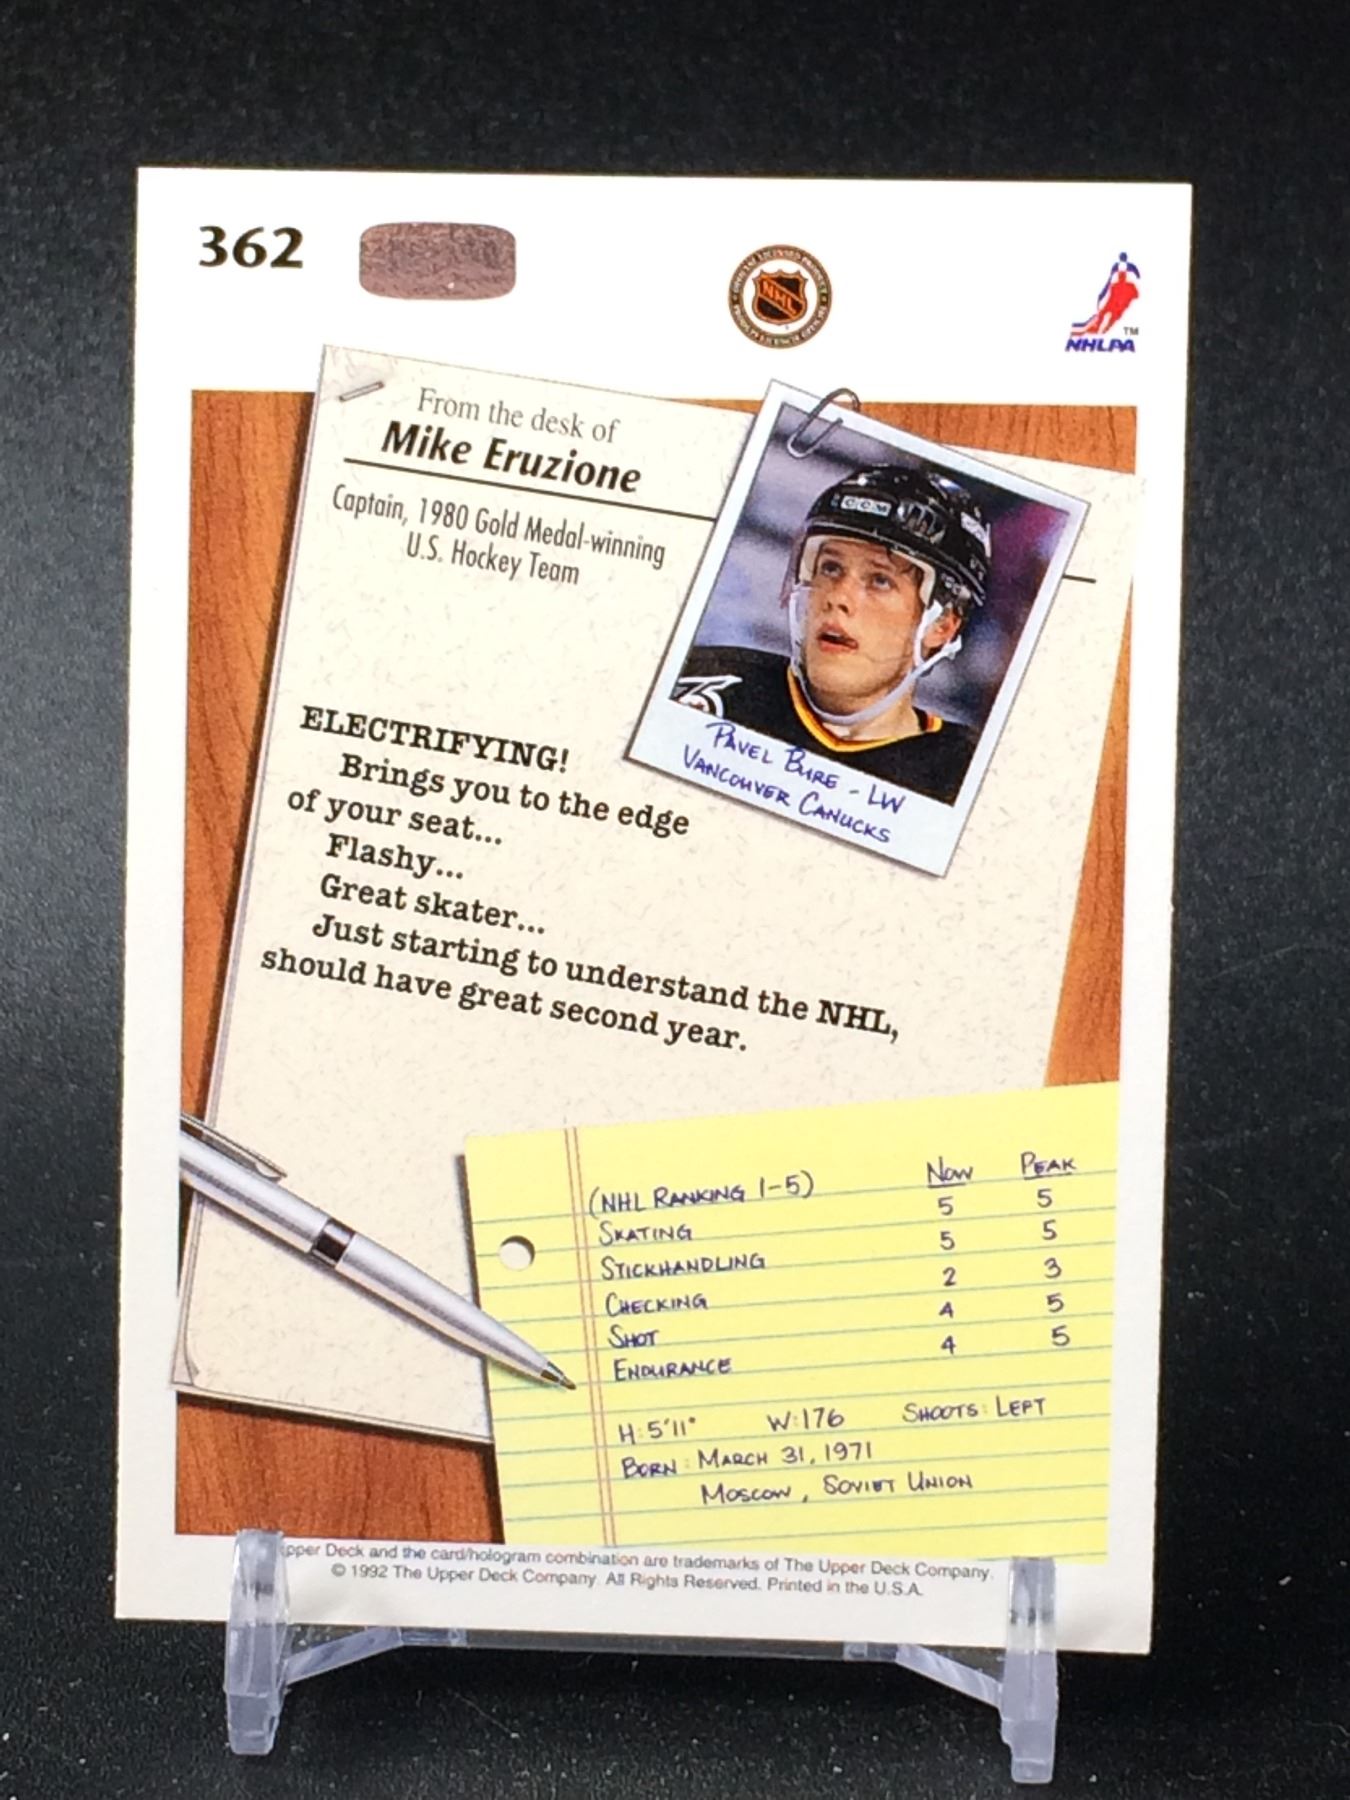 362
NHL
NHLPA
TM
From the desk of
Mike Eruzione
Captain, 1980 Gold Medal-winning
U.S. Hockey Team
CCM
PAVEL BURE - LW
VANCOUVER CANUCKS
ELECTRIFYING!
Brings you to the edge
of your seat...
Flashy...
Great skater...
Just starting to understand the NHL,
should have great second year.
(NHL RANKING 1-5) NOW PEAK
SKATING 5 5
STICKHANDLING 5 5
CHECKING 2 3
SHOT 4 5
ENDURANCE 4 5
H: 5'11" W: 176 SHOOTS: LEFT
BORN: MARCH 31, 1971
MOSCOW, SOVIET UNION
pper Deck and the card/hologram combination are trademarks of The Upper Deck Company.
© 1992 The Upper Deck Company. All Rights Reserved. Printed in the U.S.A.